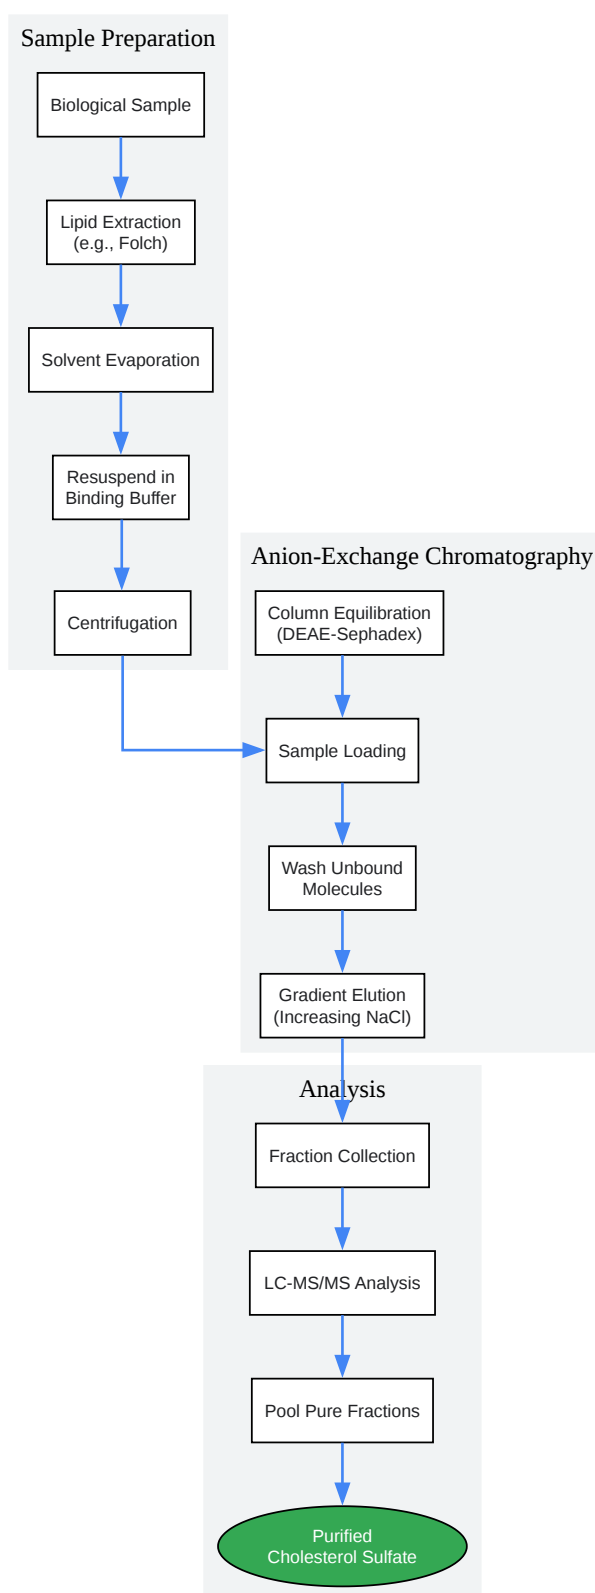 Sample Preparation
Biological Sample
Lipid Extraction
(e.g., Folch)
Solvent Evaporation
Resuspend in
Binding Buffer
Centrifugation
Anion-Exchange Chromatography
Column Equilibration
(DEAE-Sephadex)
Sample Loading
Wash Unbound
Molecules
Gradient Elution
(Increasing NaCl)
Analysis
Fraction Collection
LC-MS/MS Analysis
Pool Pure Fractions
Purified
Cholesterol Sulfate